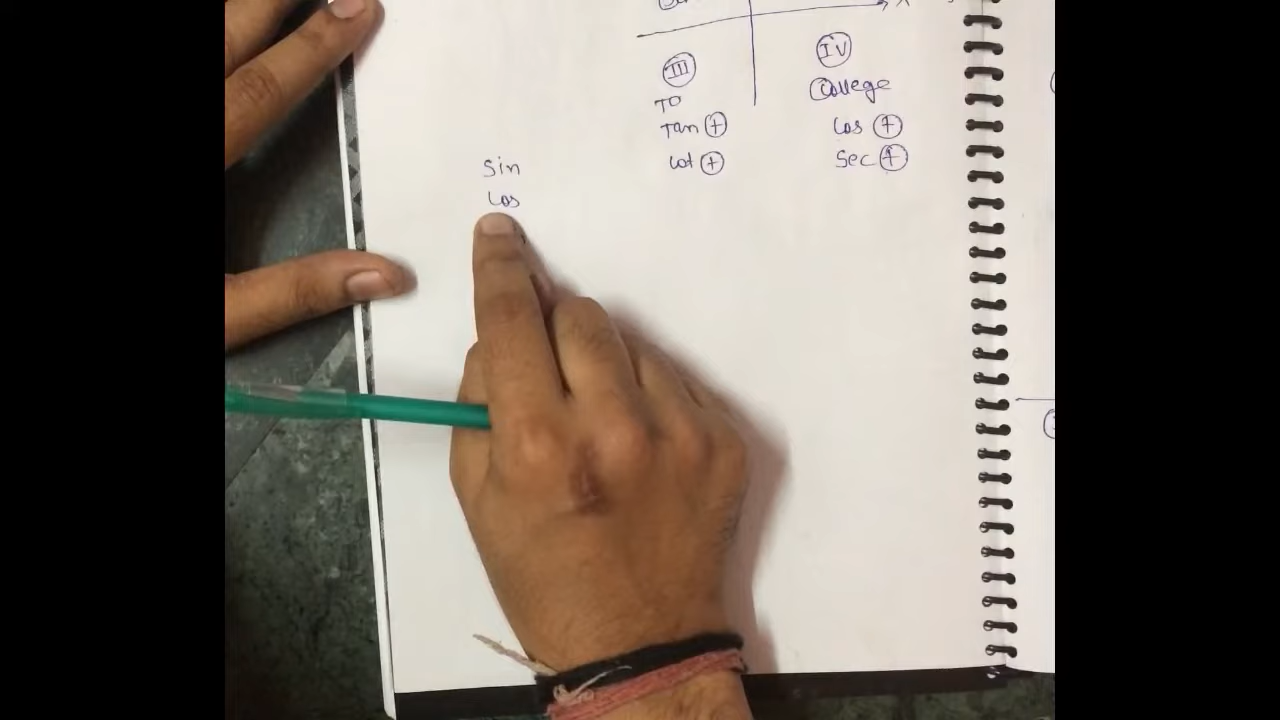 X
III
IV
TO
College
Tan +
Cos +
Cot +
Sec +
Sin
Cos